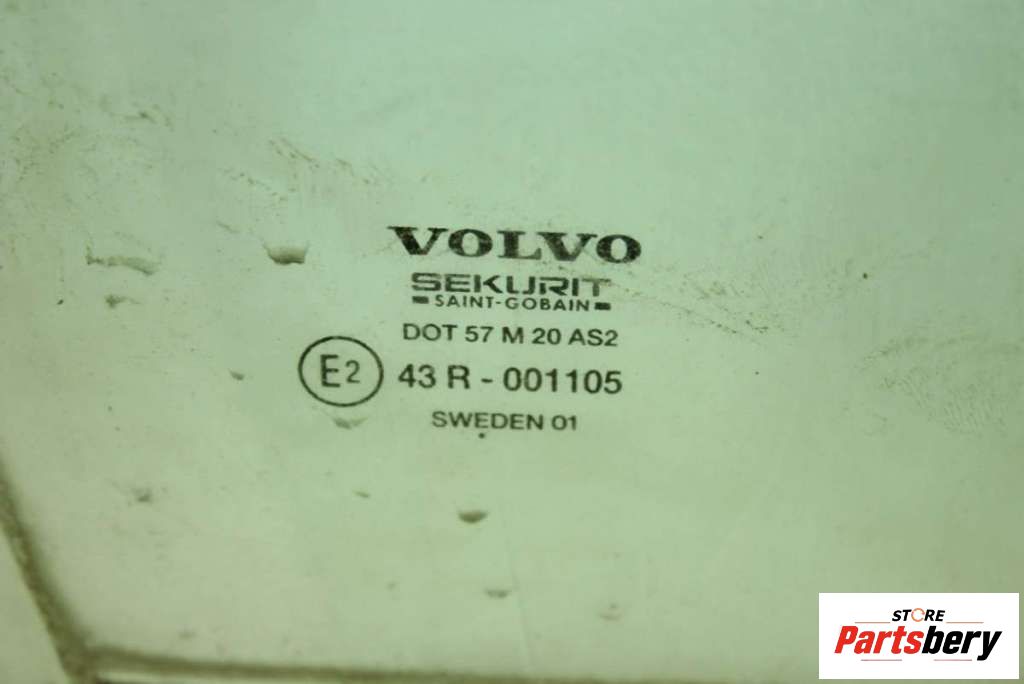 VOLVO
SEKURIT
SAINT-GOBAIN
DOT 57 M 20 AS2
E2 43 R - 001105
SWEDEN 01
STORE
Partsbery